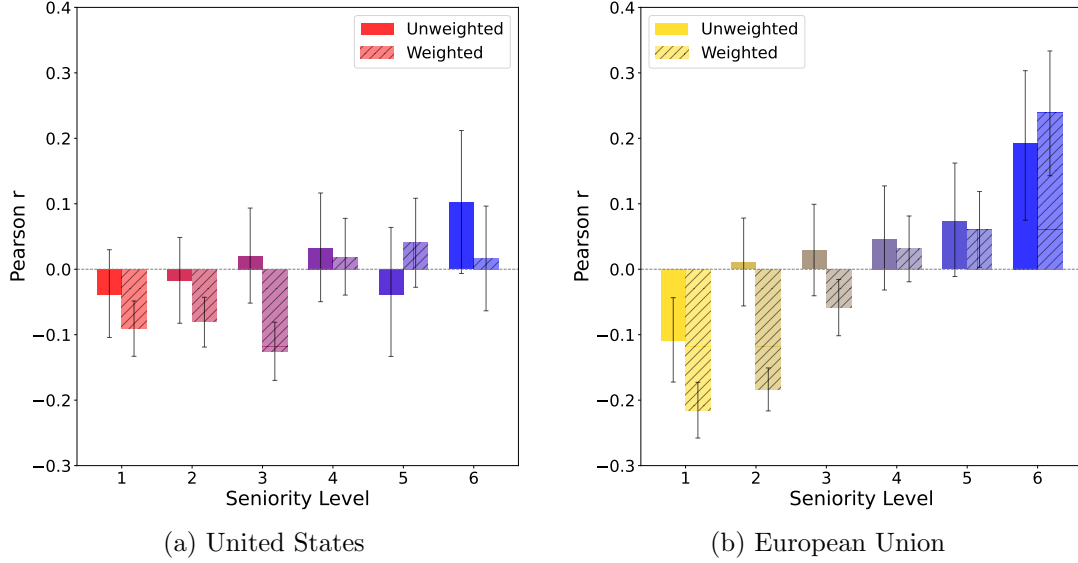 0.4
0.3
0.2
0.1
0.0
−0.1
−0.2
−0.3
Pearson r
Unweighted
Weighted
1 2 3 4 5 6
Seniority Level
(a) United States
0.4
0.3
0.2
0.1
0.0
−0.1
−0.2
−0.3
Pearson r
Unweighted
Weighted
1 2 3 4 5 6
Seniority Level
(b) European Union